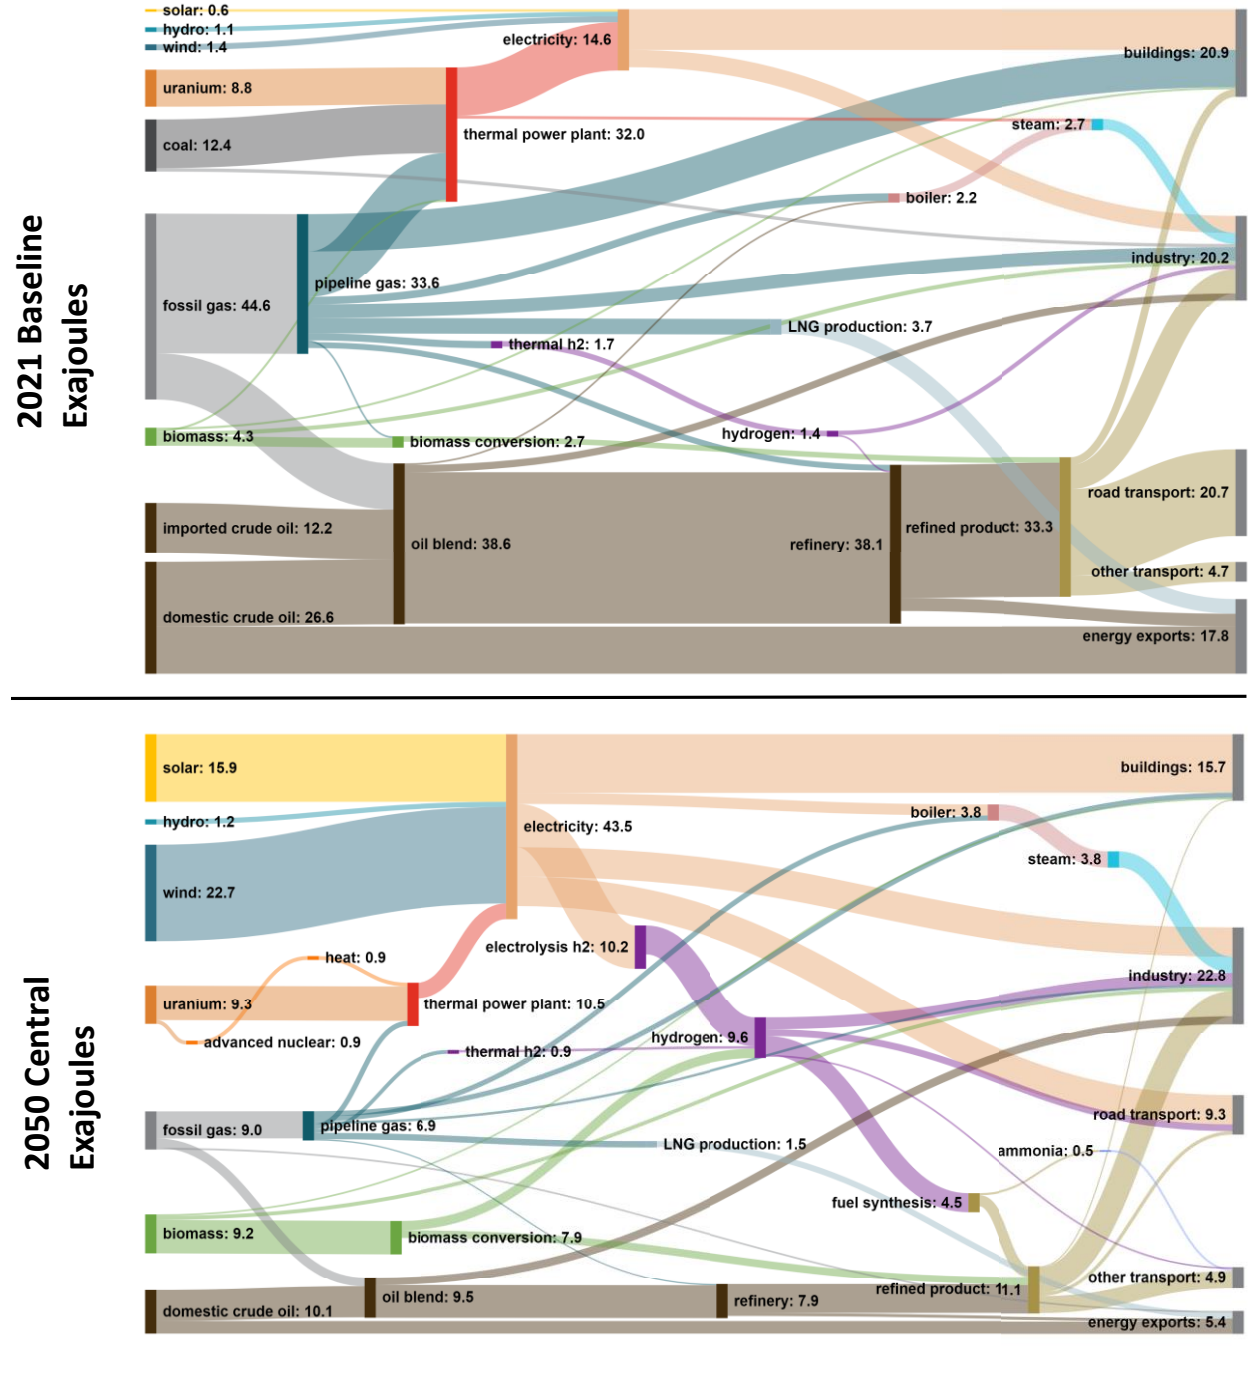 2021 Baseline
Exajoules
solar: 0.6
hydro: 1.1
wind: 1.4
electricity: 14.6
buildings: 20.9
uranium: 8.8
steam: 2.7
thermal power plant: 32.0
coal: 12.4
boiler: 2.2
industry: 20.2
pipeline gas: 33.6
fossil gas: 44.6
LNG production: 3.7
thermal h2: 1.7
hydrogen: 1.4
biomass: 4.3
biomass conversion: 2.7
road transport: 20.7
imported crude oil: 12.2
refined product: 33.3
oil blend: 38.6
refinery: 38.1
other transport: 4.7
domestic crude oil: 26.6
energy exports: 17.8
2050 Central
Exajoules
solar: 15.9
buildings: 15.7
boiler: 3.8
hydro: 1.2
electricity: 43.5
steam: 3.8
wind: 22.7
electrolysis h2: 10.2
heat: 0.9
industry: 22.8
uranium: 9.3
thermal power plant: 10.5
hydrogen: 9.6
advanced nuclear: 0.9
thermal h2: 0.9
road transport: 9.3
pipeline gas: 6.9
fossil gas: 9.0
LNG production: 1.5
ammonia: 0.5
fuel synthesis: 4.5
biomass: 9.2
biomass conversion: 7.9
other transport: 4.9
refined product: 11.1
oil blend: 9.5
refinery: 7.9
domestic crude oil: 10.1
energy exports: 5.4